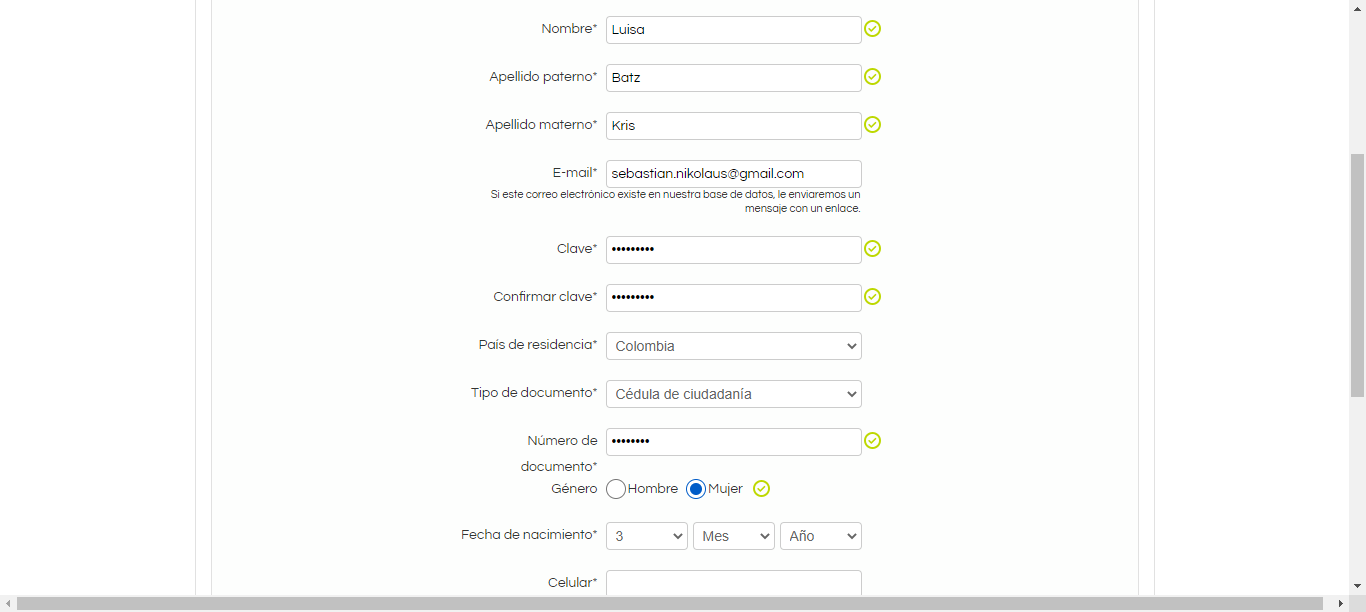 Nombre* Luisa
Apellido paterno* Batz
Apellido materno* Kris
E-mail* sebastian.nikolaus@gmail.com
Si este correo electrónico existe en nuestra base de datos, le enviaremos un
mensaje con un enlace.
Clave* •••••••••
Confirmar clave* •••••••••
País de residencia* Colombia
Tipo de documento* Cédula de ciudadanía
Número de ••••••••
documento*
Género Hombre Mujer
Fecha de nacimiento* 3 Mes Año
Celular*